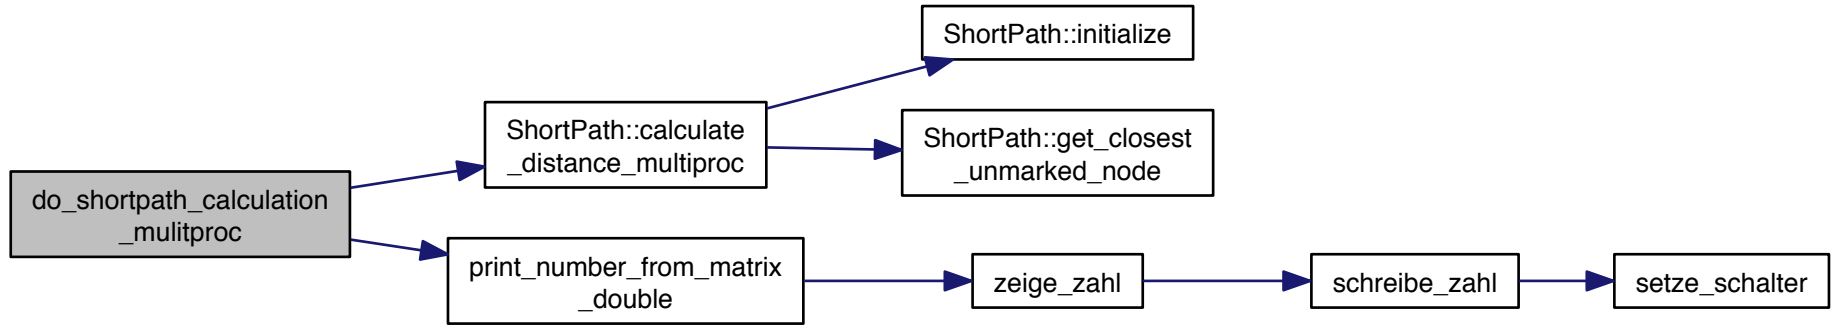 do_shortpath_calculation
_mulitproc
ShortPath::calculate
_distance_multiproc
ShortPath::initialize
ShortPath::get_closest
_unmarked_node
print_number_from_matrix
_double
zeige_zahl
schreibe_zahl
setze_schalter